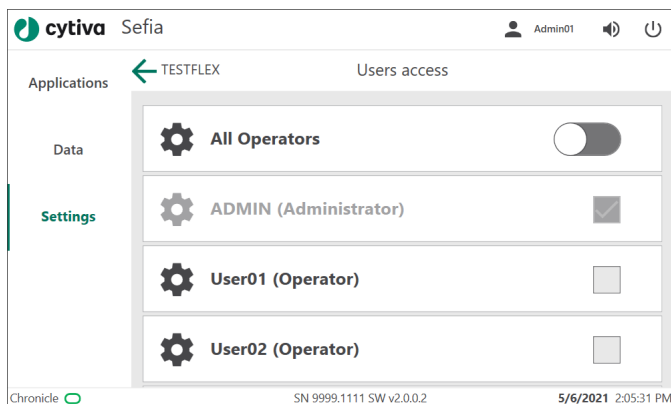 cytiva Sefia Admin01
Applications
TESTFLEX Users access
All Operators
Data
ADMIN (Administrator)
Settings
User01 (Operator)
User02 (Operator)
Chronicle SN 9999.1111 SW v2.0.0.2 5/6/2021 2:05:31 PM